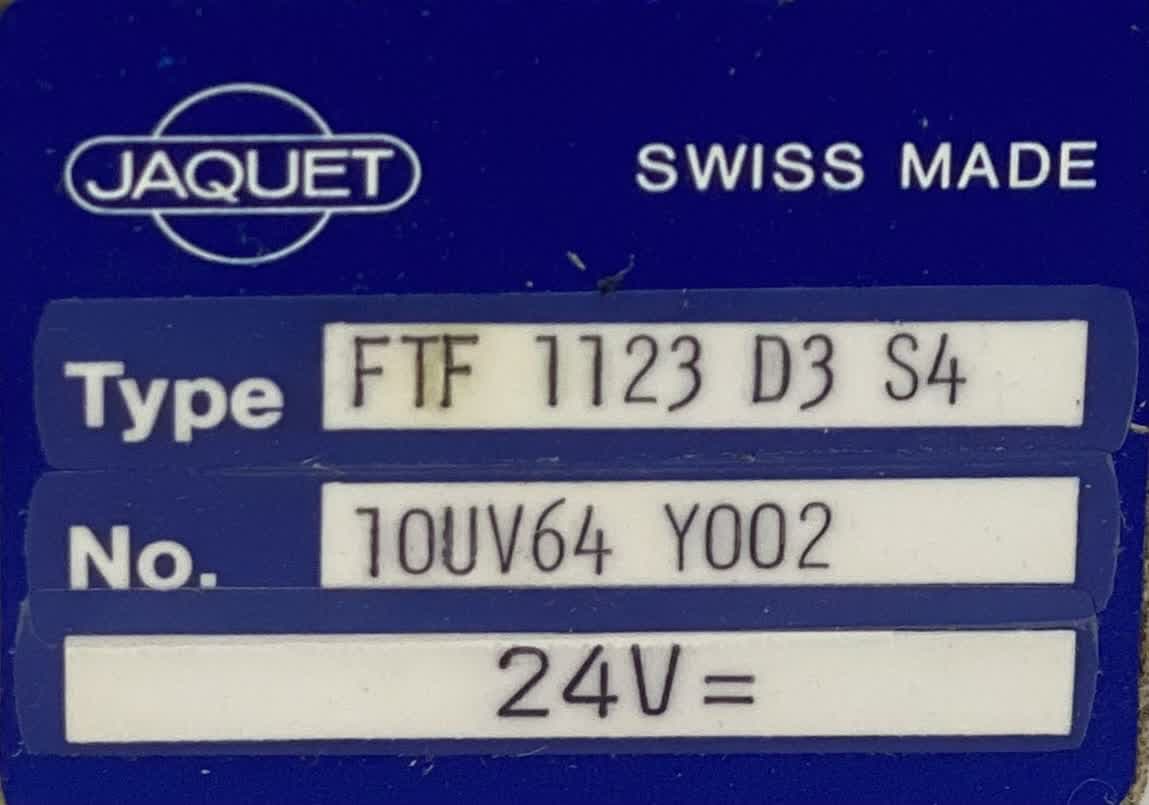 JAQUET SWISS MADE
Type FTF 1123 D3 S4
No. 10UV64 Y002
24V=